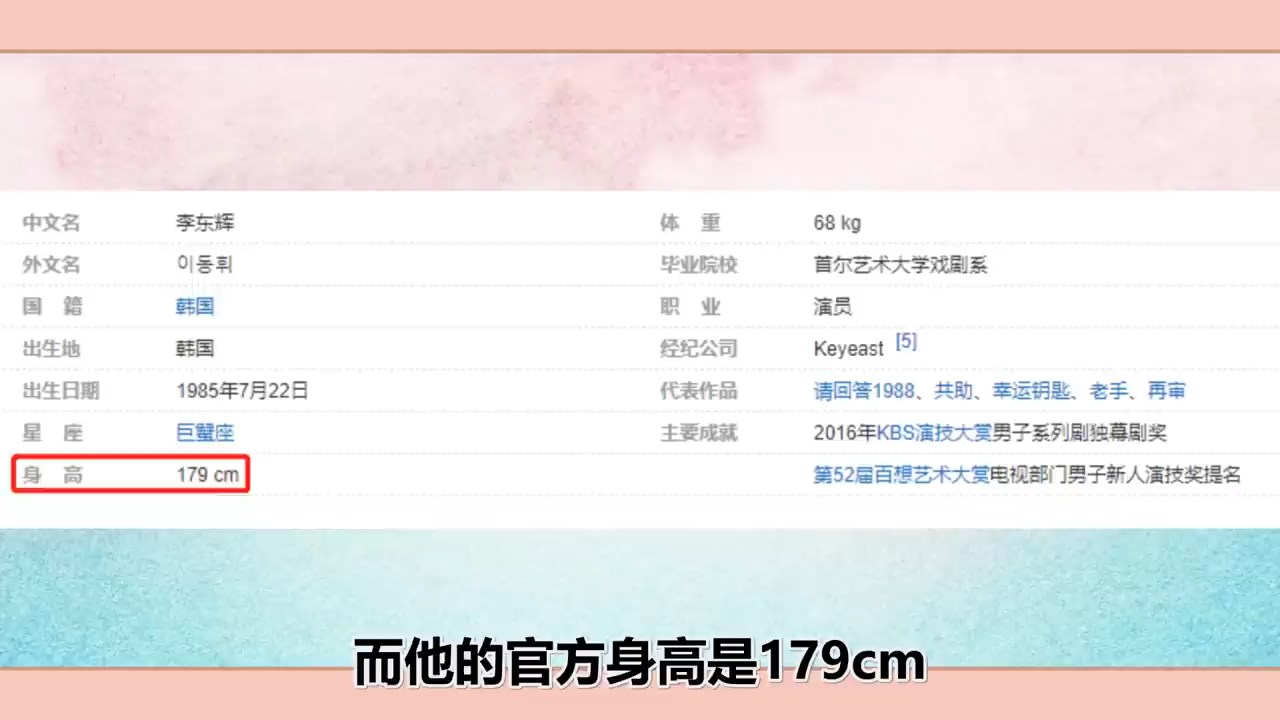 中文名 李东辉
外文名 이동휘
国 籍 韩国
出生地 韩国
出生日期 1985年7月22日
星 座 巨蟹座
身 高 179 cm
体 重 68 kg
毕业院校 首尔艺术大学戏剧系
职 业 演员
经纪公司 Keyeast [5]
代表作品 请回答1988、共助、幸运钥匙、老手、再审
主要成就 2016年KBS演技大赏男子系列剧独幕剧奖
第52届百想艺术大赏电视部门男子新人演技奖提名
而他的官方身高是179cm